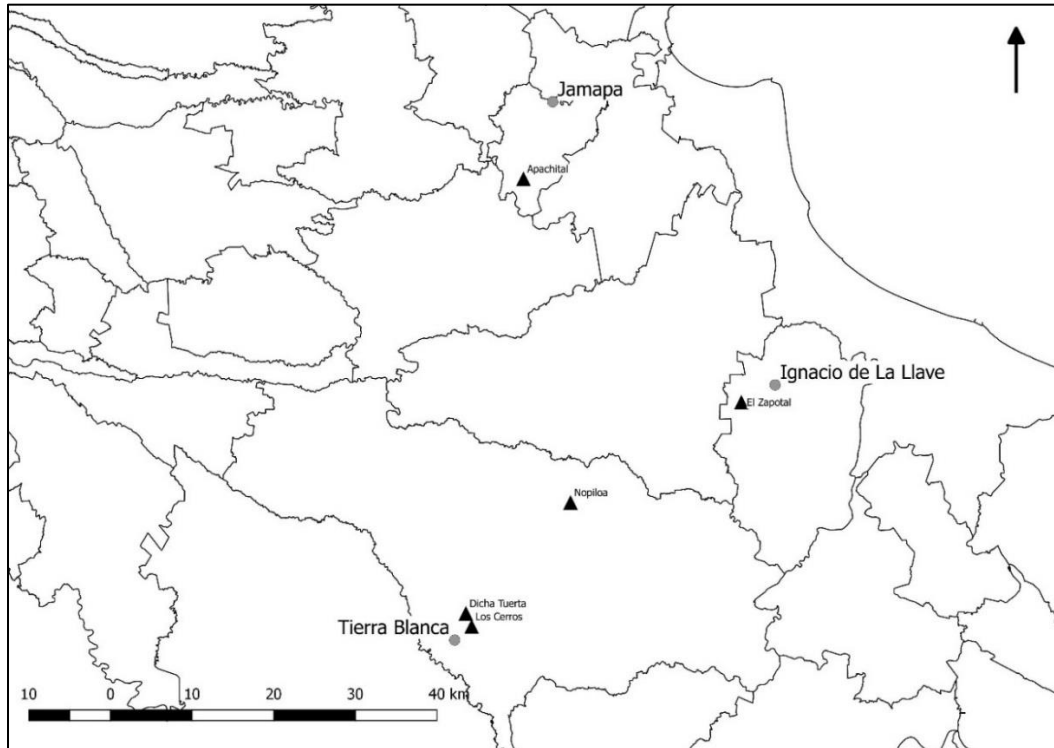 Jamapa
Apachital
Ignacio de La Llave
El Zapotal
Nopiloa
Dicha Tuerta
Los Cerros
Tierra Blanca
10 0 10 20 30 40 km